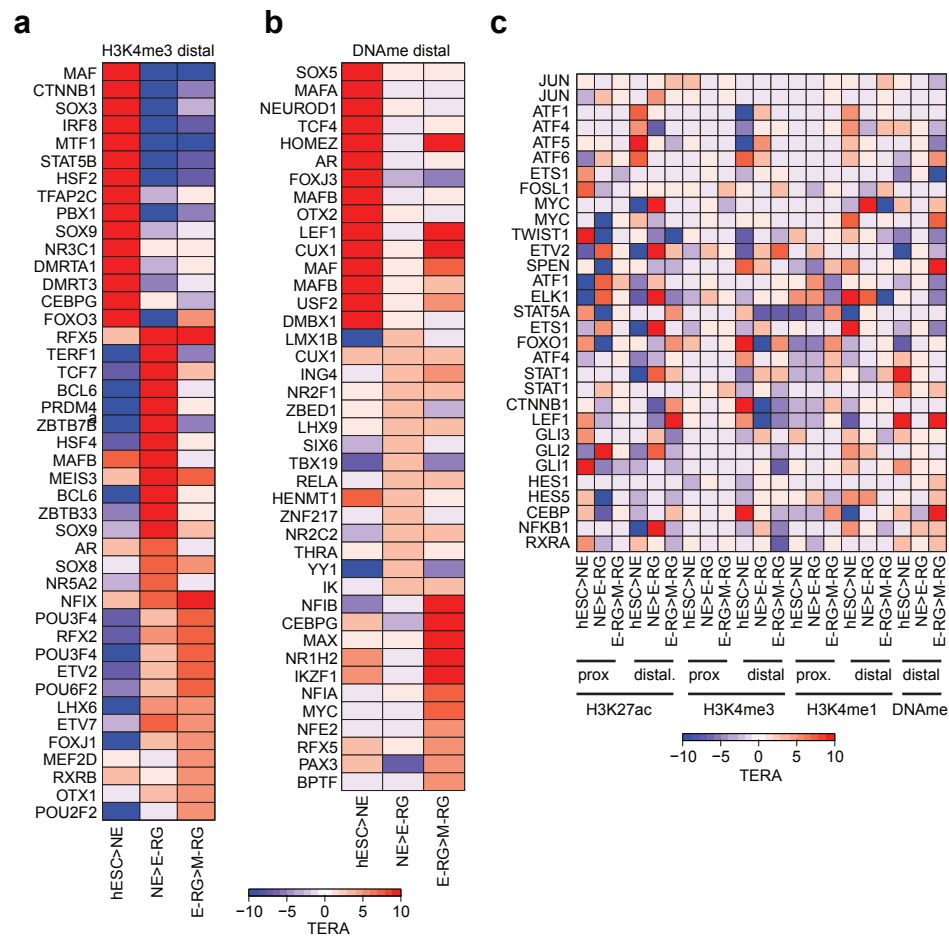 a
H3K4me3 distal
MAF
CTNNB1
SOX3
IRF8
MTF1
STAT5B
HSF2
TFAP2C
PBX1
SOX9
NR3C1
DMRTA1
DMRT3
CEBPG
FOXO3
RFX5
TERF1
TCF7
BCL6
PRDM4
a
ZBTB7B
HSF4
MAFB
MEIS3
BCL6
ZBTB33
SOX9
AR
SOX8
NR5A2
NFIX
POU3F4
RFX2
POU3F4
ETV2
POU6F2
LHX6
ETV7
FOXJ1
MEF2D
RXRB
OTX1
POU2F2
hESC>NE
NE>E-RG
E-RG>M-RG
b
DNAme distal
SOX5
MAFA
NEUROD1
TCF4
HOMEZ
AR
FOXJ3
MAFB
OTX2
LEF1
CUX1
MAF
MAFB
USF2
DMBX1
LMX1B
CUX1
ING4
NR2F1
ZBED1
LHX9
SIX6
TBX19
RELA
HENMT1
ZNF217
NR2C2
THRA
YY1
IK
NFIB
CEBPG
MAX
NR1H2
IKZF1
NFIA
MYC
NFE2
RFX5
PAX3
BPTF
hESC>NE
NE>E-RG
E-RG>M-RG
−10 −5 0 5 10
TERA
c
JUN
JUN
ATF1
ATF4
ATF5
ATF6
ETS1
FOSL1
MYC
MYC
TWIST1
ETV2
SPEN
ATF1
ELK1
STAT5A
ETS1
FOXO1
ATF4
STAT1
STAT1
CTNNB1
LEF1
GLI3
GLI2
GLI1
HES1
HES5
CEBP
NFKB1
RXRA
hESC>NE
NE>E-RG
E-RG>M-RG
hESC>NE
NE>E-RG
E-RG>M-RG
hESC>NE
NE>E-RG
E-RG>M-RG
hESC>NE
NE>E-RG
E-RG>M-RG
hESC>NE
NE>E-RG
E-RG>M-RG
hESC>NE
NE>E-RG
E-RG>M-RG
hESC>NE
NE>E-RG
E-RG>M-RG
prox distal. prox distal prox. distal distal
H3K27ac H3K4me3 H3K4me1 DNAme
−10 −5 0 5 10
TERA